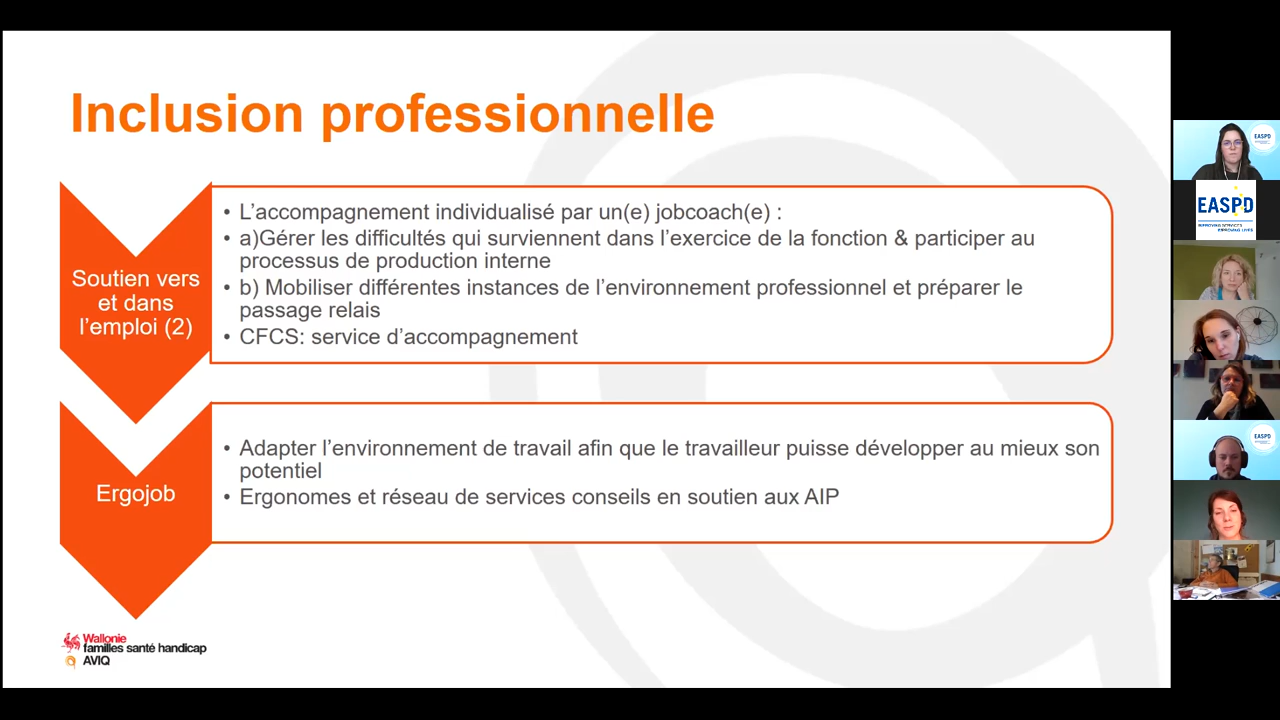 Inclusion professionnelle
Soutien vers
et dans
l’emploi (2)
• L’accompagnement individualisé par un(e) jobcoach(e) :
• a)Gérer les difficultés qui surviennent dans l’exercice de la fonction & participer au
processus de production interne
• b) Mobiliser différentes instances de l’environnement professionnel et préparer le
passage relais
• CFCS: service d’accompagnement
Ergojob
• Adapter l’environnement de travail afin que le travailleur puisse développer au mieux son
potentiel
• Ergonomes et réseau de services conseils en soutien aux AIP
Wallonie
familles santé handicap
AVIQ
EASPD
EASPD
IMPROVING SERVICES
IMPROVING LIVES
EASPD